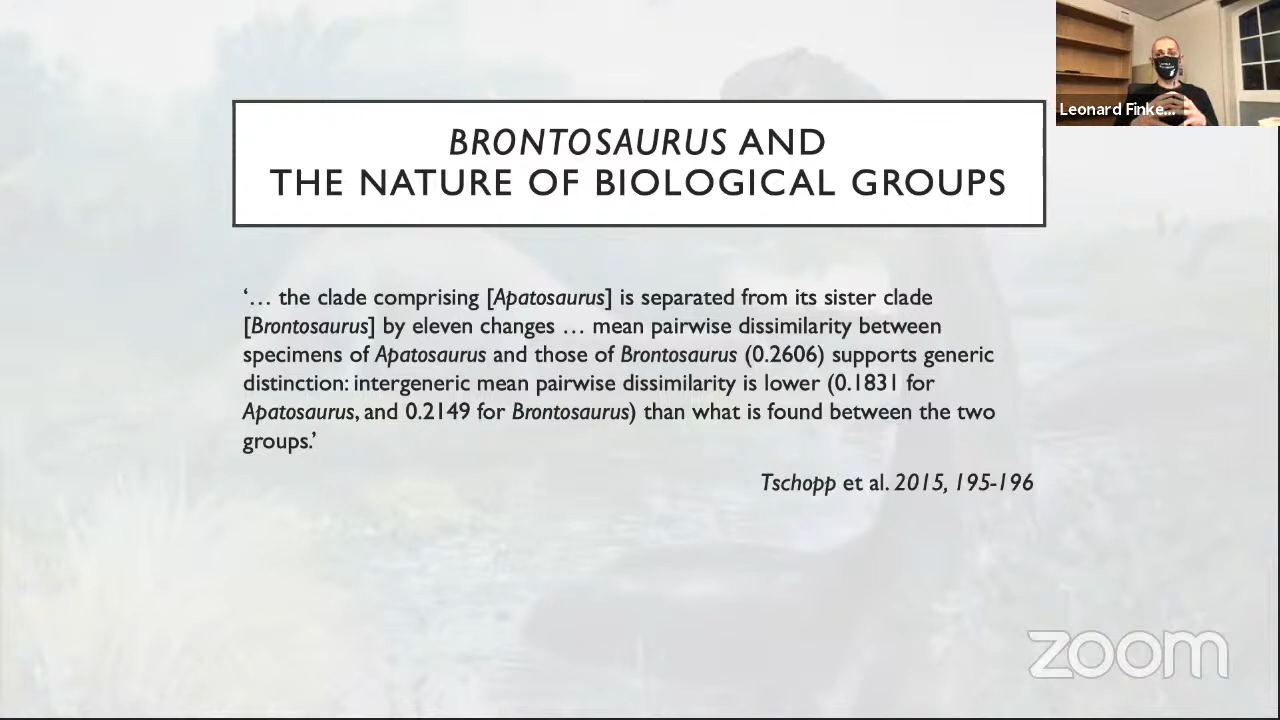 BRONTOSAURUS AND
THE NATURE OF BIOLOGICAL GROUPS
Leonard Finke...
‘… the clade comprising [Apatosaurus] is separated from its sister clade
[Brontosaurus] by eleven changes … mean pairwise dissimilarity between
specimens of Apatosaurus and those of Brontosaurus (0.2606) supports generic
distinction: intergeneric mean pairwise dissimilarity is lower (0.1831 for
Apatosaurus, and 0.2149 for Brontosaurus) than what is found between the two
groups.’
Tschopp et al. 2015, 195-196
zoom